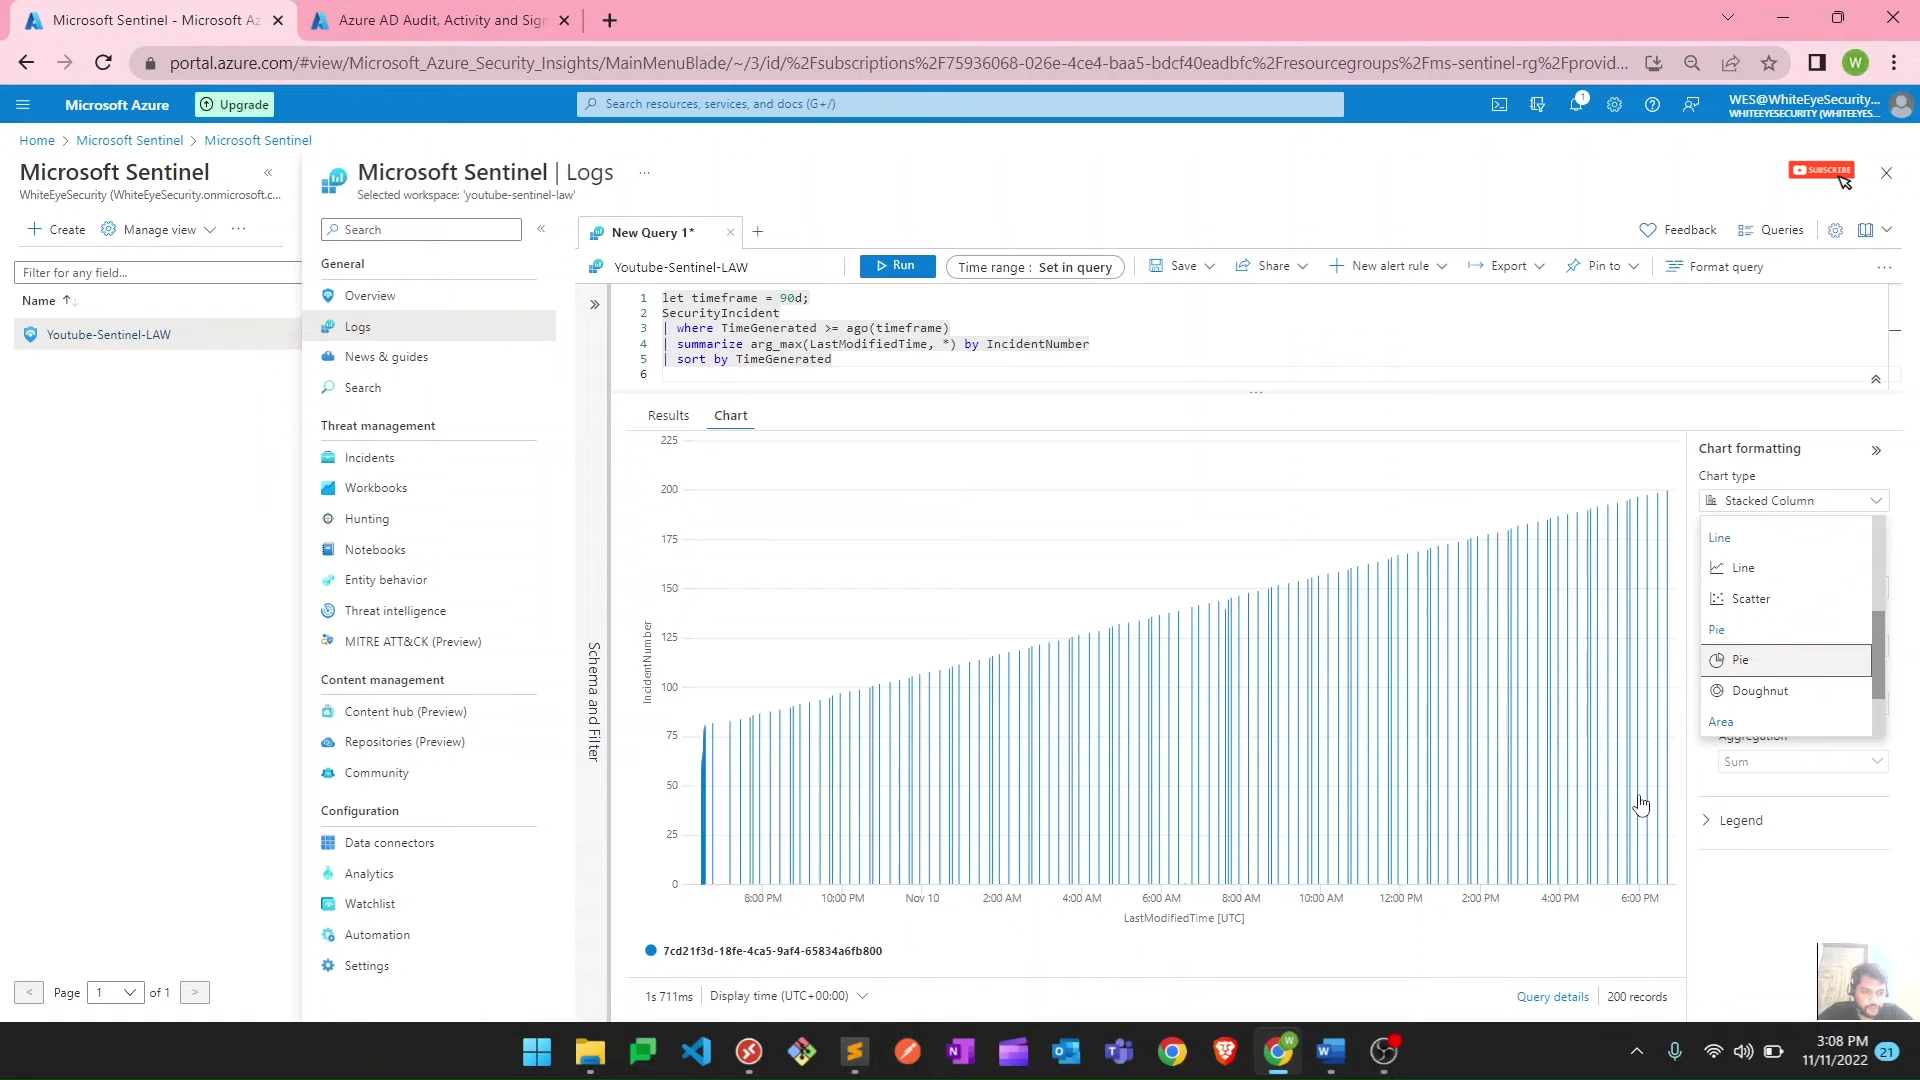 Microsoft Sentinel - Microsoft Az
Azure AD Audit, Activity and Sig
portal.azure.com/#view/Microsoft_Azure_Security_Insights/MainMenuBlade/~/3/id/%2Fsubscriptions%2F75936068-026e-4ce4-baa5-bdcf40eadbfc%2Fresourcegroups%2Fms-sentinel-rg%2Fprovid...
W
Microsoft Azure
Upgrade
Search resources, services, and docs (G+/)
1
WES@WhiteEyeSecurity...
WHITEEYESECURITY (WHITEEYES...
Home > Microsoft Sentinel > Microsoft Sentinel
Microsoft Sentinel
WhiteEyeSecurity (WhiteEyeSecurity.onmicrosoft.c...
Create
Manage view
...
Filter for any field...
Name
Youtube-Sentinel-LAW
Page 1 of 1
Microsoft Sentinel | Logs
...
Selected workspace: 'youtube-sentinel-law'
SUBSCRIBE
Search
General
Overview
Logs
News & guides
Search
Threat management
Incidents
Workbooks
Hunting
Notebooks
Entity behavior
Threat intelligence
MITRE ATT&CK (Preview)
Content management
Content hub (Preview)
Repositories (Preview)
Community
Configuration
Data connectors
Analytics
Watchlist
Automation
Settings
New Query 1*
Feedback
Queries
Youtube-Sentinel-LAW
Run
Time range : Set in query
Save
Share
New alert rule
Export
Pin to
Format query
...
1 let timeframe = 90d;
2 SecurityIncident
3 | where TimeGenerated >= ago(timeframe)
4 | summarize arg_max(LastModifiedTime, *) by IncidentNumber
5 | sort by TimeGenerated
6
Schema and Filter
Results
Chart
225
200
175
150
125
100
75
50
25
0
IncidentNumber
8:00 PM
10:00 PM
Nov 10
2:00 AM
4:00 AM
6:00 AM
8:00 AM
10:00 AM
12:00 PM
2:00 PM
4:00 PM
6:00 PM
LastModifiedTime [UTC]
7cd21f3d-18fe-4ca5-9af4-65834a6fb800
1s 711ms
Display time (UTC+00:00)
Query details
200 records
Chart formatting
Chart type
Stacked Column
Line
Line
Scatter
Pie
Pie
Doughnut
Area
Aggregation
Sum
Legend
W
3:08 PM
11/11/2022
21